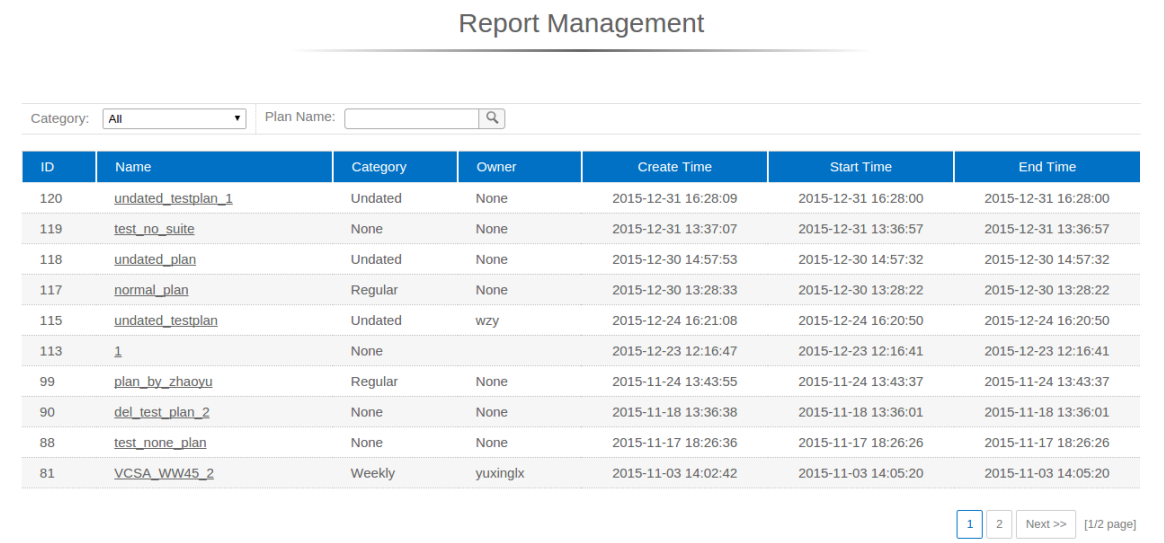 Report Management
Category: All Plan Name:
ID Name Category Owner Create Time Start Time End Time
120 undated_testplan_1 Undated None 2015-12-31 16:28:09 2015-12-31 16:28:00 2015-12-31 16:28:00
119 test_no_suite None None 2015-12-31 13:37:07 2015-12-31 13:36:57 2015-12-31 13:36:57
118 undated_plan Undated None 2015-12-30 14:57:53 2015-12-30 14:57:32 2015-12-30 14:57:32
117 normal_plan Regular None 2015-12-30 13:28:33 2015-12-30 13:28:22 2015-12-30 13:28:22
115 undated_testplan Undated wzy 2015-12-24 16:21:08 2015-12-24 16:20:50 2015-12-24 16:20:50
113 1 None 2015-12-23 12:16:47 2015-12-23 12:16:41 2015-12-23 12:16:41
99 plan_by_zhaoyu Regular None 2015-11-24 13:43:55 2015-11-24 13:43:37 2015-11-24 13:43:37
90 del_test_plan_2 None None 2015-11-18 13:36:38 2015-11-18 13:36:01 2015-11-18 13:36:01
88 test_none_plan None None 2015-11-17 18:26:36 2015-11-17 18:26:26 2015-11-17 18:26:26
81 VCSA_WW45_2 Weekly yuxinglx 2015-11-03 14:02:42 2015-11-03 14:05:20 2015-11-03 14:05:20
1 2 Next >> [1/2 page]